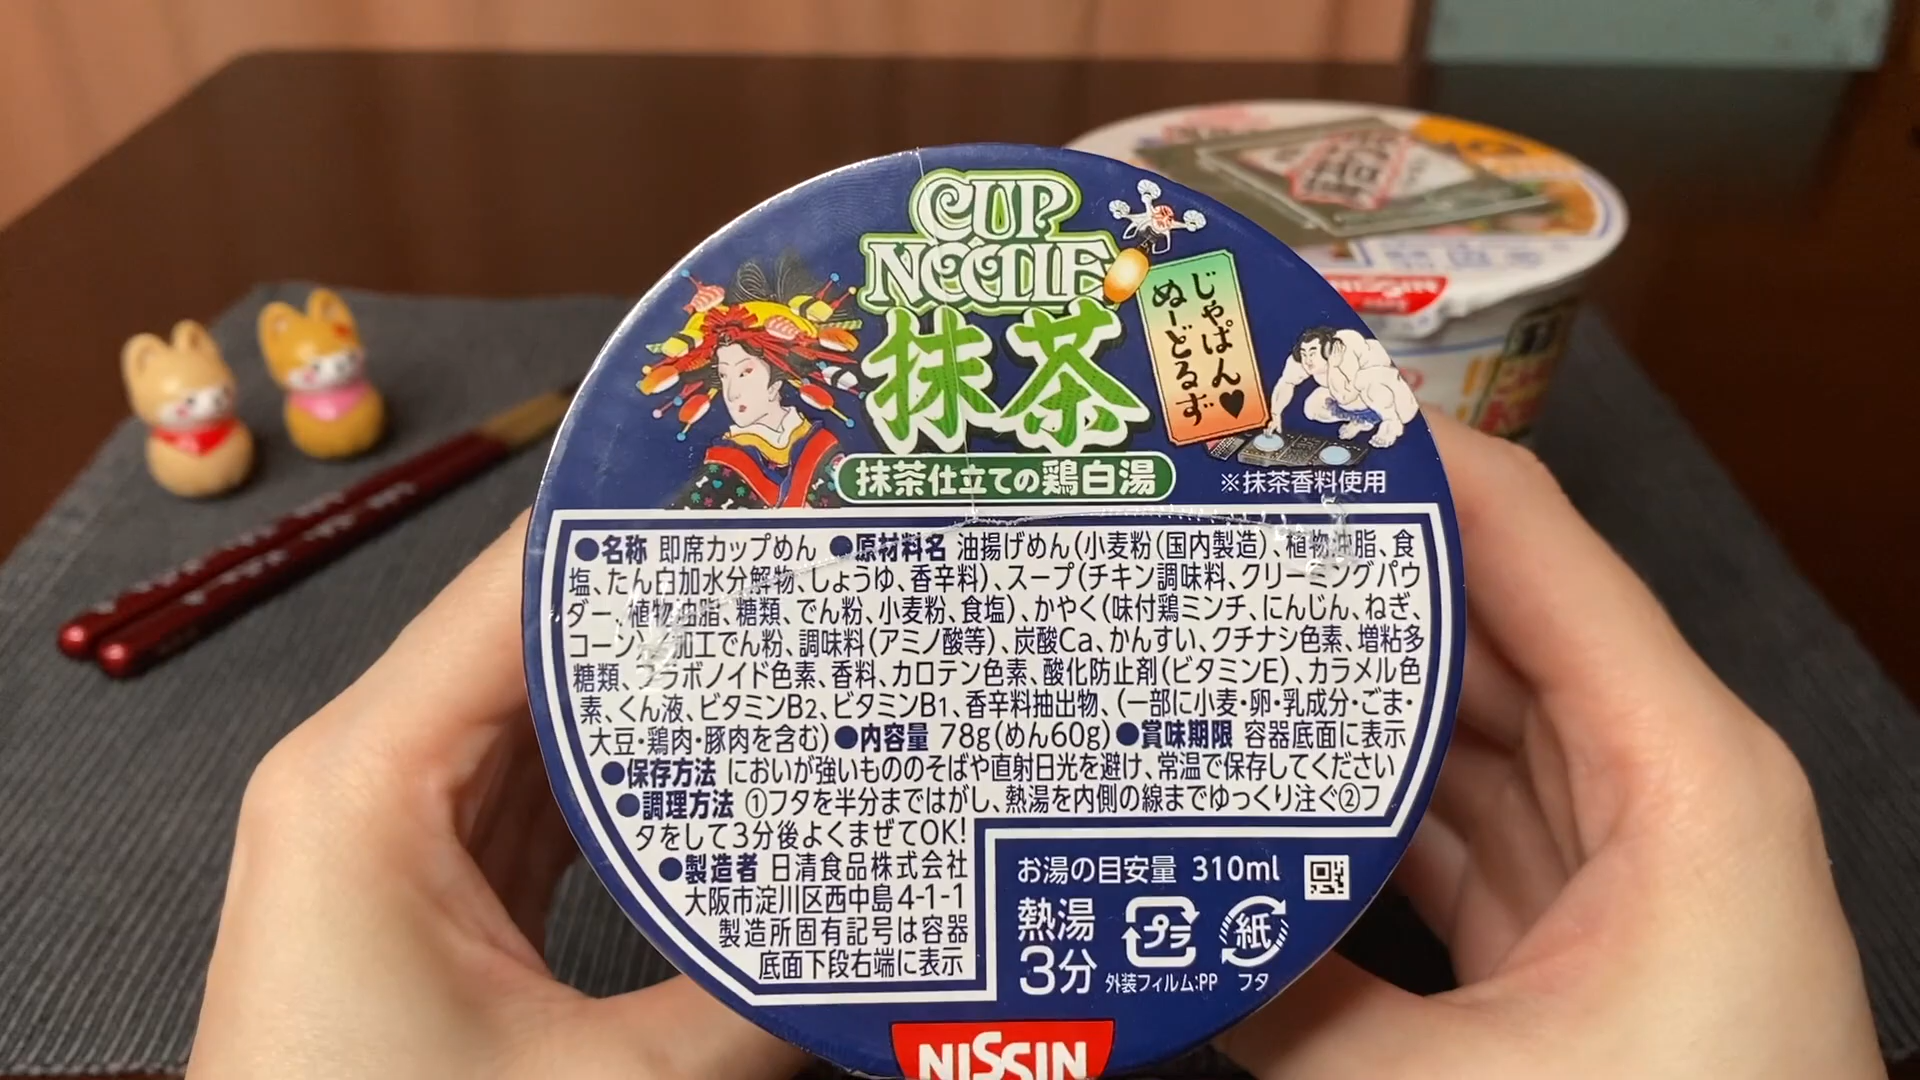 CUP
NOODLE
抹茶
じゃぱん♥
ぬーどるず
抹茶仕立ての鶏白湯
※抹茶香料使用
●名称 即席カップめん ●原材料名 油揚げめん(小麦粉(国内製造)、植物油脂、食
塩、たん白加水分解物、しょうゆ、香辛料)、スープ(チキン調味料、クリーミングパウ
ダー、植物油脂、糖類、でん粉、小麦粉、食塩)、かやく(味付鶏ミンチ、にんじん、ねぎ、
コーン)/加工でん粉、調味料(アミノ酸等)、炭酸Ca、かんすい、クチナシ色素、増粘多
糖類、フラボノイド色素、香料、カロテン色素、酸化防止剤(ビタミンE)、カラメル色
素、くん液、ビタミンB2、ビタミンB1、香辛料抽出物、(一部に小麦・卵・乳成分・ごま・
大豆・鶏肉・豚肉を含む) ●内容量 78g(めん60g) ●賞味期限 容器底面に表示
●保存方法 においが強いもののそばや直射日光を避け、常温で保存してください
●調理方法 ①フタを半分まではがし、熱湯を内側の線までゆっくり注ぐ②フ
タをして3分後よくまぜてOK!
●製造者 日清食品株式会社
大阪市淀川区西中島4-1-1
製造所固有記号は容器
底面下段右端に表示
お湯の目安量 310ml
熱湯
3分
プラ
外装フィルム:PP
紙
フタ
NISSIN
NISSIN